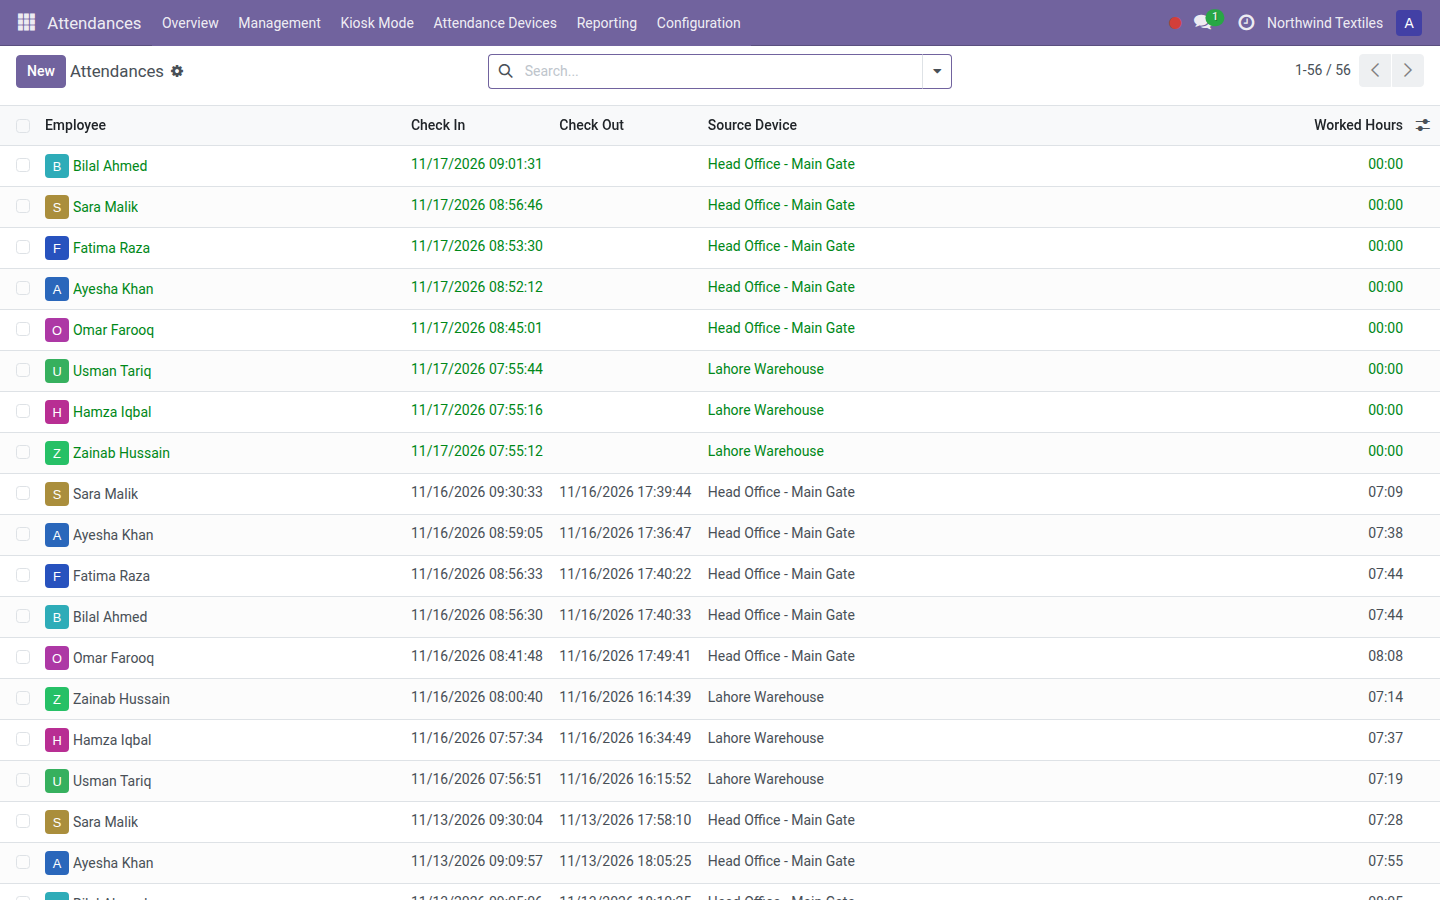 Attendances Overview Management Kiosk Mode Attendance Devices Reporting Configuration 1 Northwind Textiles A
New Attendances Search... 1-56 / 56
Employee Check In Check Out Source Device Worked Hours
B Bilal Ahmed 11/17/2026 09:01:31 Head Office - Main Gate 00:00
S Sara Malik 11/17/2026 08:56:46 Head Office - Main Gate 00:00
F Fatima Raza 11/17/2026 08:53:30 Head Office - Main Gate 00:00
A Ayesha Khan 11/17/2026 08:52:12 Head Office - Main Gate 00:00
O Omar Farooq 11/17/2026 08:45:01 Head Office - Main Gate 00:00
U Usman Tariq 11/17/2026 07:55:44 Lahore Warehouse 00:00
H Hamza Iqbal 11/17/2026 07:55:16 Lahore Warehouse 00:00
Z Zainab Hussain 11/17/2026 07:55:12 Lahore Warehouse 00:00
S Sara Malik 11/16/2026 09:30:33 11/16/2026 17:39:44 Head Office - Main Gate 07:09
A Ayesha Khan 11/16/2026 08:59:05 11/16/2026 17:36:47 Head Office - Main Gate 07:38
F Fatima Raza 11/16/2026 08:56:33 11/16/2026 17:40:22 Head Office - Main Gate 07:44
B Bilal Ahmed 11/16/2026 08:56:30 11/16/2026 17:40:33 Head Office - Main Gate 07:44
O Omar Farooq 11/16/2026 08:41:48 11/16/2026 17:49:41 Head Office - Main Gate 08:08
Z Zainab Hussain 11/16/2026 08:00:40 11/16/2026 16:14:39 Lahore Warehouse 07:14
H Hamza Iqbal 11/16/2026 07:57:34 11/16/2026 16:34:49 Lahore Warehouse 07:37
U Usman Tariq 11/16/2026 07:56:51 11/16/2026 16:15:52 Lahore Warehouse 07:19
S Sara Malik 11/13/2026 09:30:04 11/13/2026 17:58:10 Head Office - Main Gate 07:28
A Ayesha Khan 11/13/2026 09:09:57 11/13/2026 18:05:25 Head Office - Main Gate 07:55